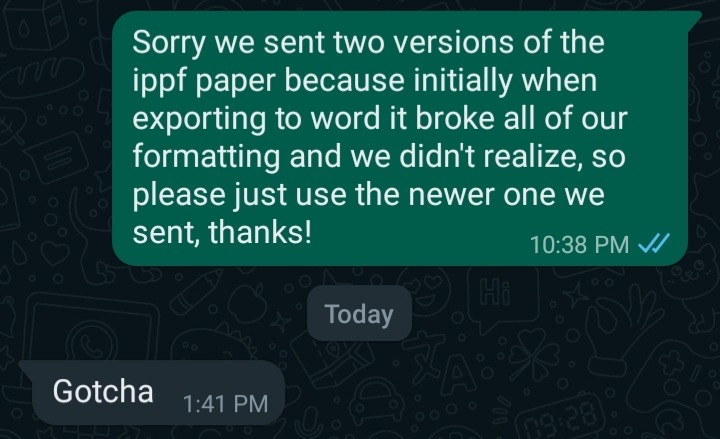 Sorry we sent two versions of the
ippf paper because initially when
exporting to word it broke all of our
formatting and we didn't realize, so
please just use the newer one we
sent, thanks!
10:38 PM
Today
Gotcha
1:41 PM